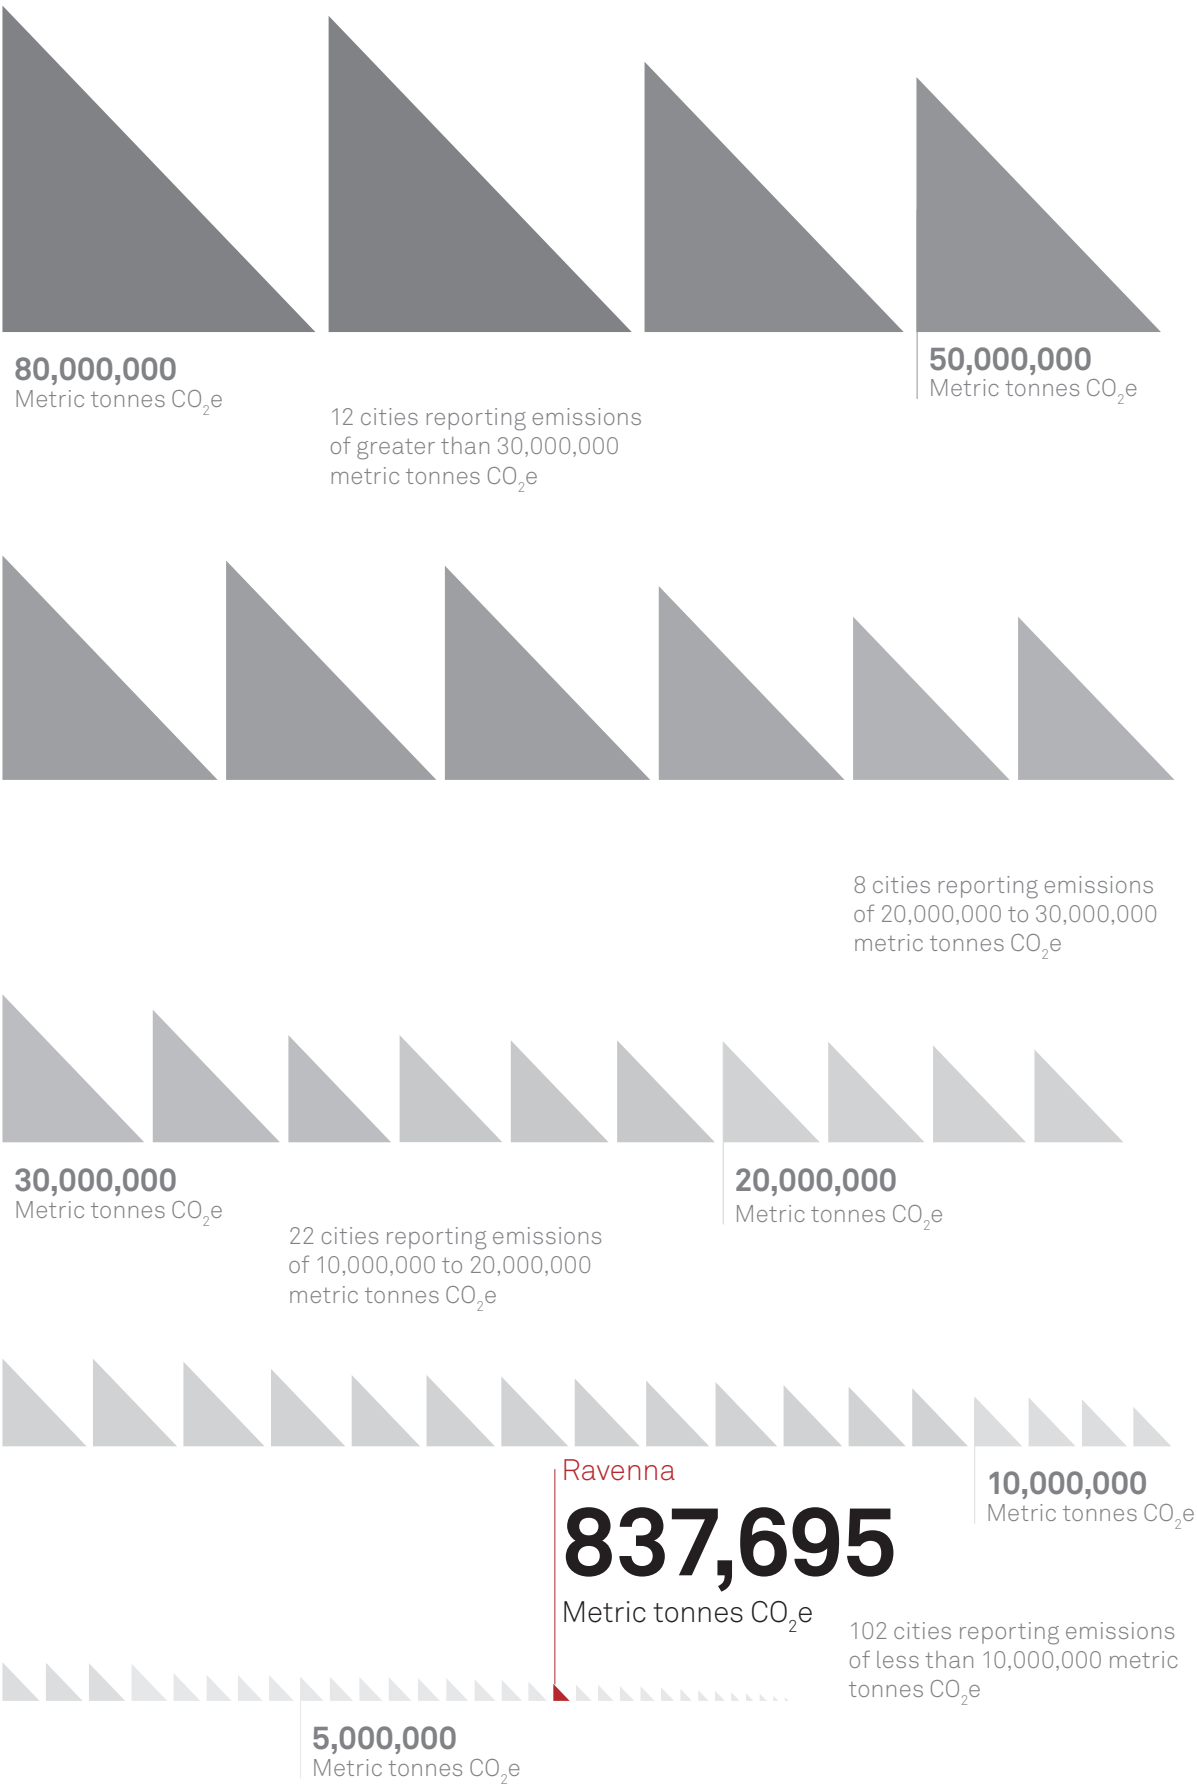 80,000,000
Metric tonnes CO₂e
50,000,000
Metric tonnes CO₂e
12 cities reporting emissions
of greater than 30,000,000
metric tonnes CO₂e
8 cities reporting emissions
of 20,000,000 to 30,000,000
metric tonnes CO₂e
30,000,000
Metric tonnes CO₂e
20,000,000
Metric tonnes CO₂e
22 cities reporting emissions
of 10,000,000 to 20,000,000
metric tonnes CO₂e
Ravenna
837,695
Metric tonnes CO₂e
10,000,000
Metric tonnes CO₂e
102 cities reporting emissions
of less than 10,000,000 metric
tonnes CO₂e
5,000,000
Metric tonnes CO₂e